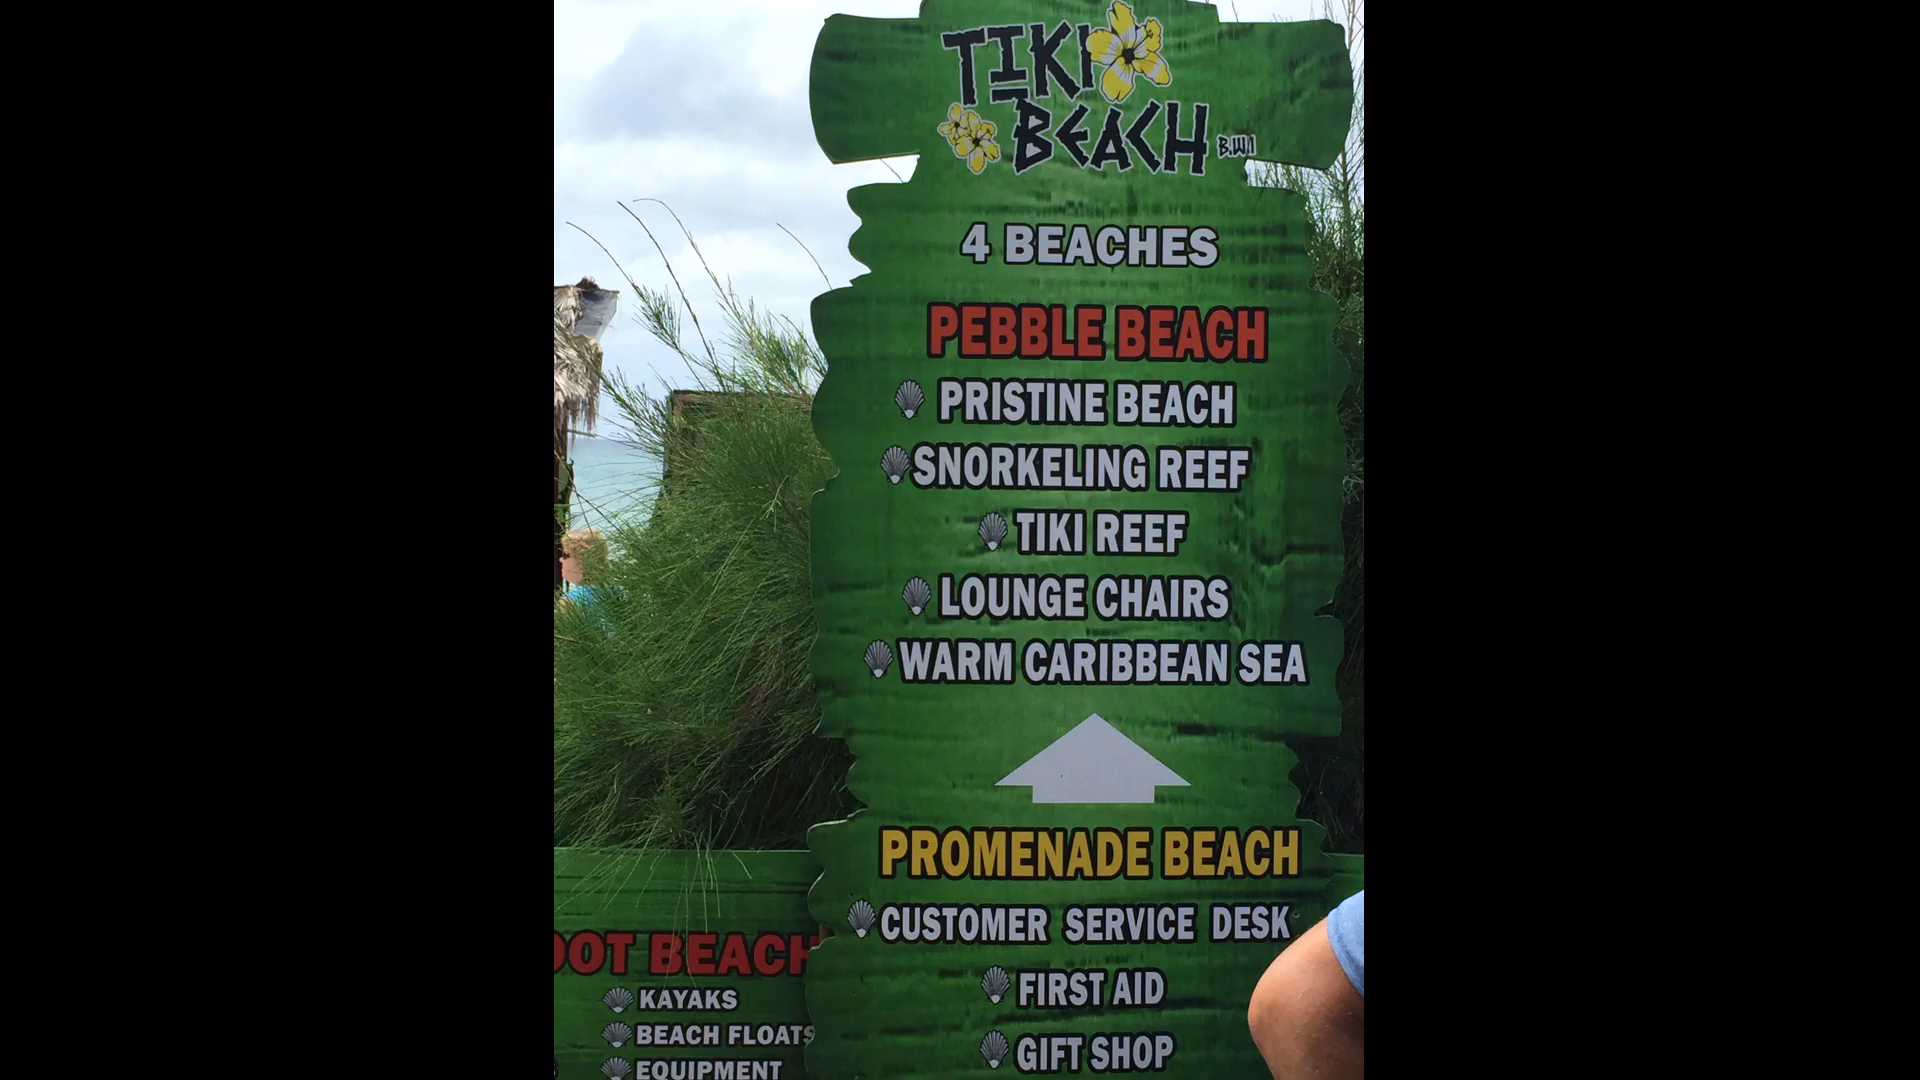 TIKI
BEACH B.W.I
4 BEACHES
PEBBLE BEACH
PRISTINE BEACH
SNORKELING REEF
TIKI REEF
LOUNGE CHAIRS
WARM CARIBBEAN SEA
PROMENADE BEACH
CUSTOMER SERVICE DESK
FIRST AID
GIFT SHOP
BEACH
KAYAKS
BEACH FLOATS
EQUIPMENT